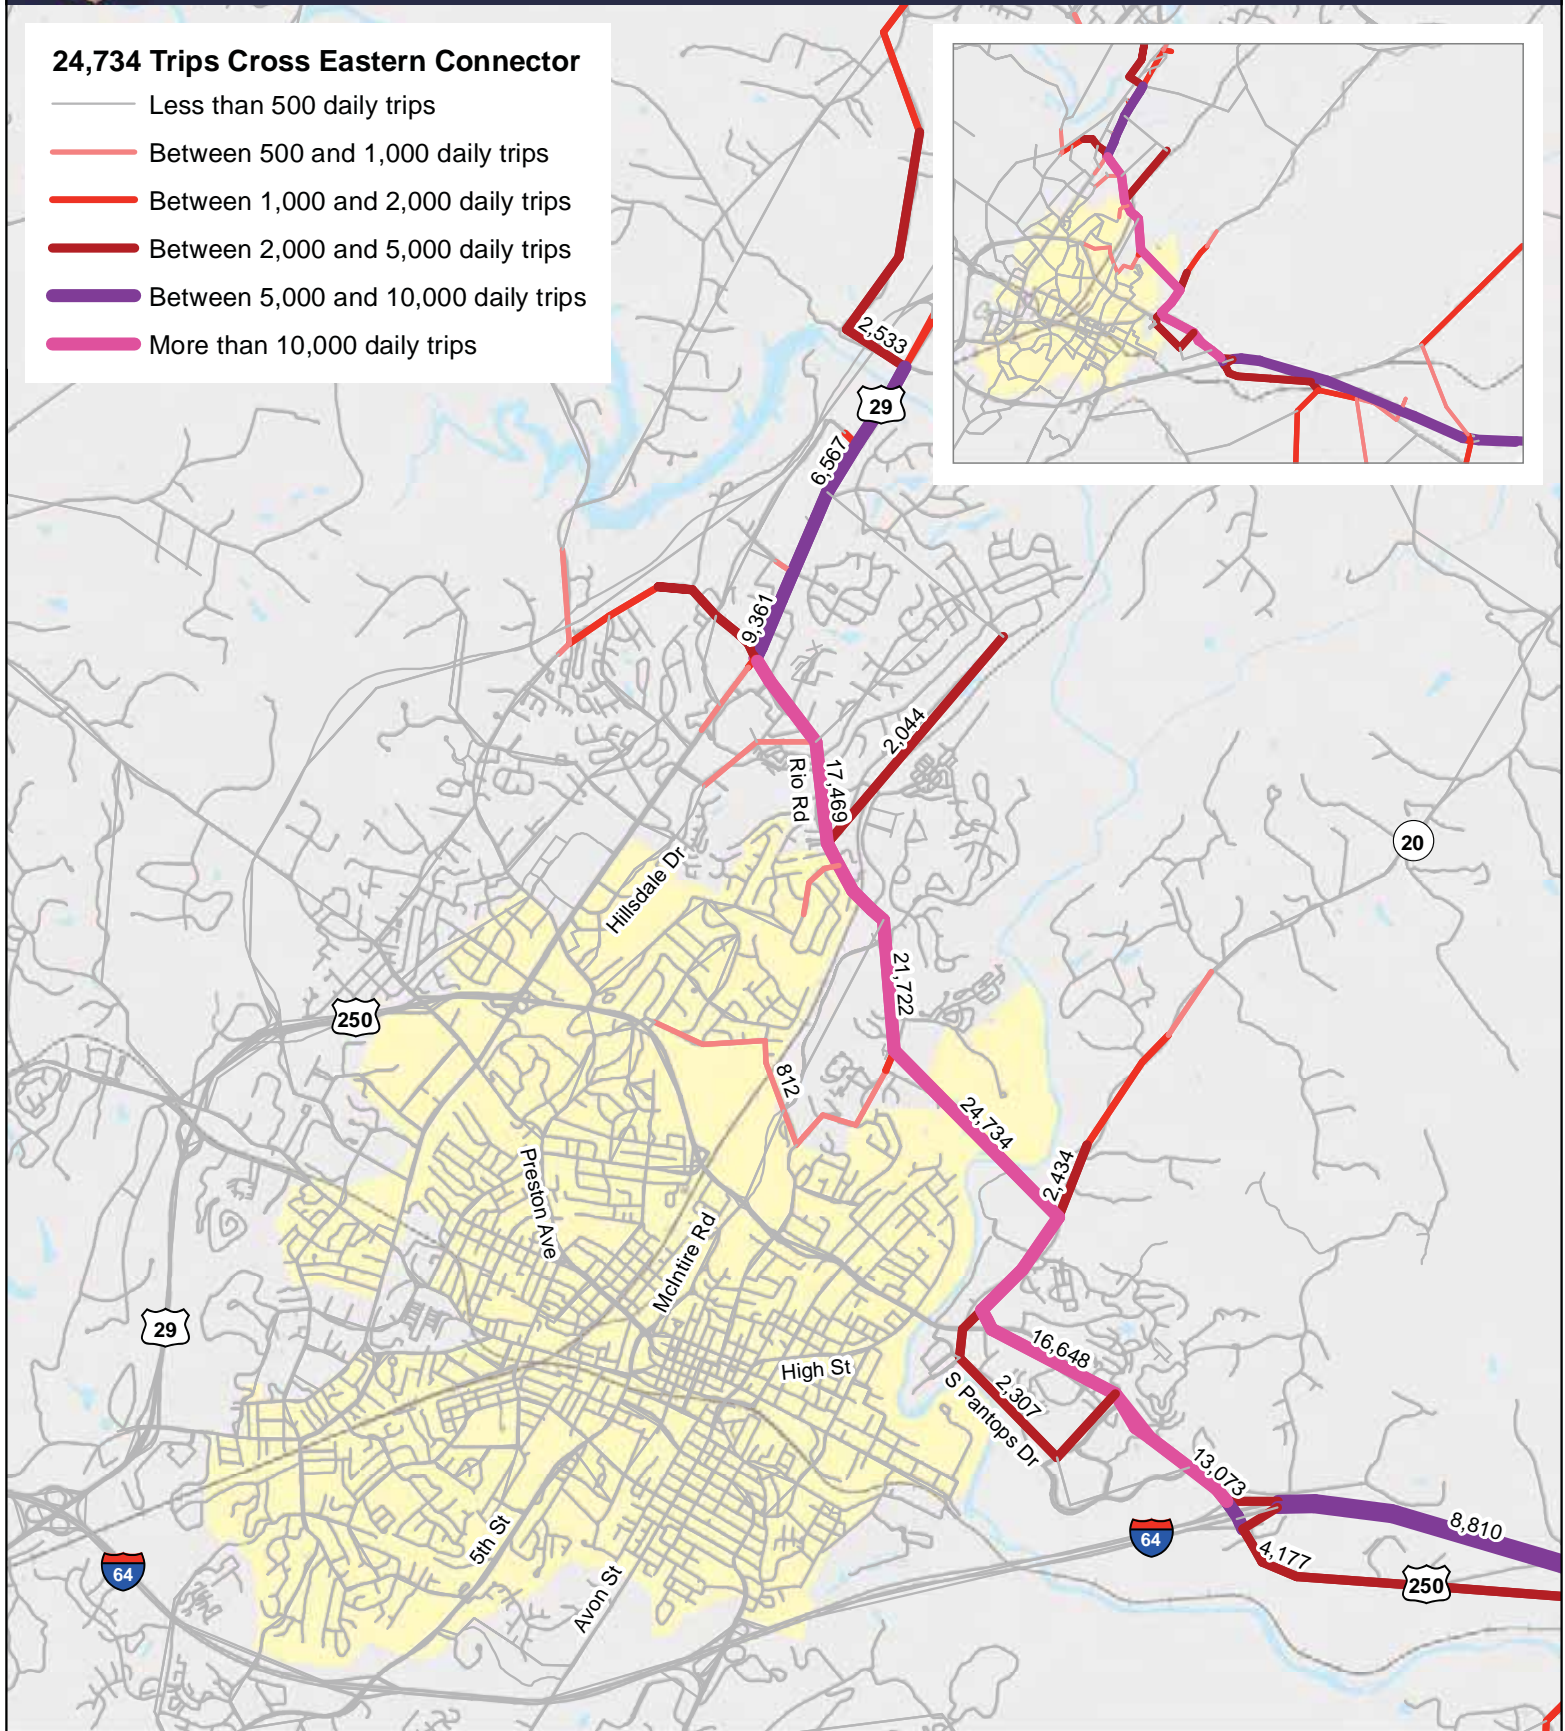 24,734 Trips Cross Eastern Connector
Less than 500 daily trips
Between 500 and 1,000 daily trips
Between 1,000 and 2,000 daily trips
Between 2,000 and 5,000 daily trips
Between 5,000 and 10,000 daily trips
More than 10,000 daily trips
2,533
29
6,567
9,361
2,044
17,469
Rio Rd
20
Hillsdale Dr
21,722
250
812
24,734
2,434
Preston Ave
McIntire Rd
29
High St
16,648
2,307
S Pantops Dr
13,073
8,810
64
4,177
250
5th St
64
Avon St